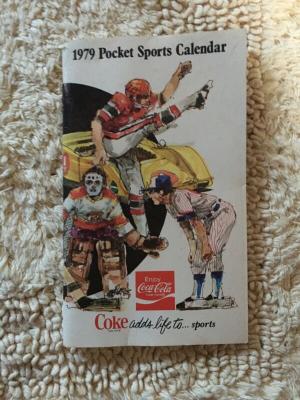 1979 Pocket Sports Calendar
Enjoy
Coca-Cola
Coke adds life to... sports